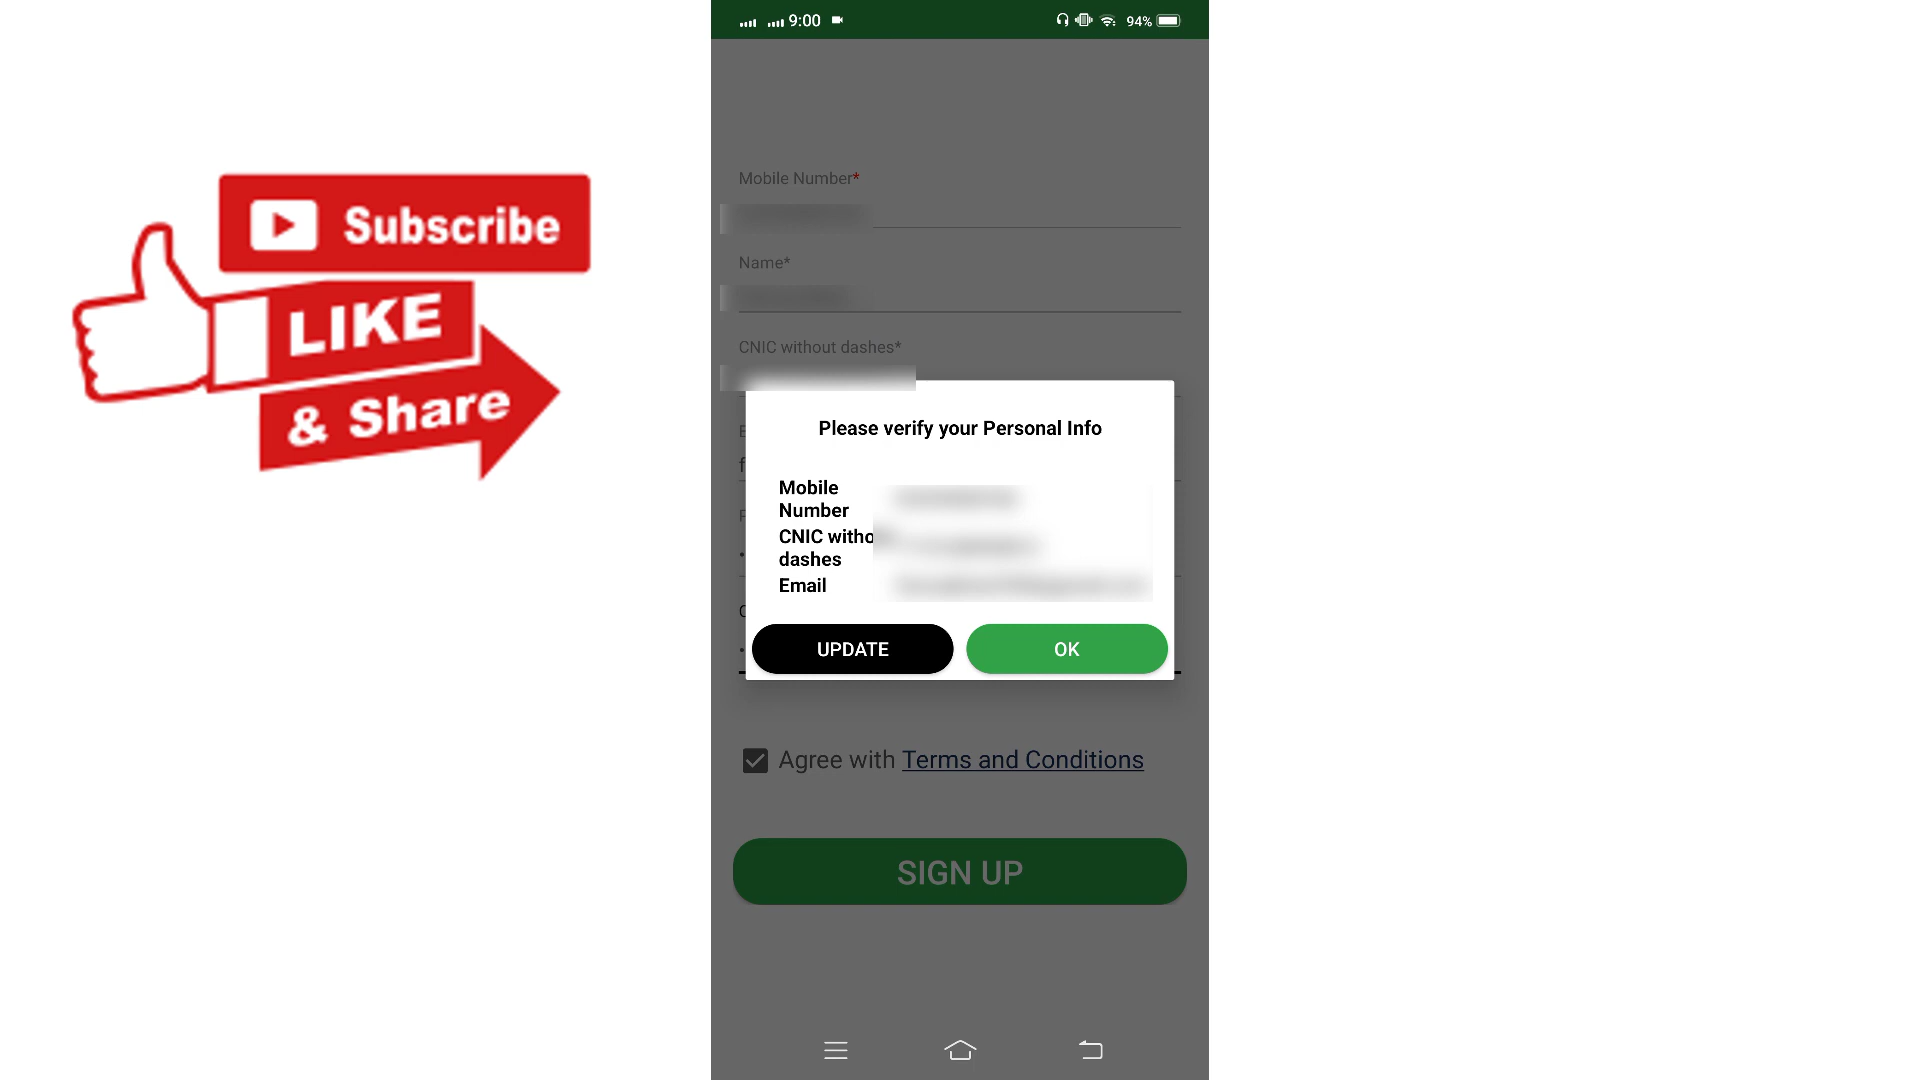 Subscribe
LIKE
& Share
9:00
94%
Mobile Number*
Name*
CNIC without dashes*
Please verify your Personal Info
Mobile
Number
CNIC witho
dashes
Email
UPDATE
OK
Agree with Terms and Conditions
SIGN UP